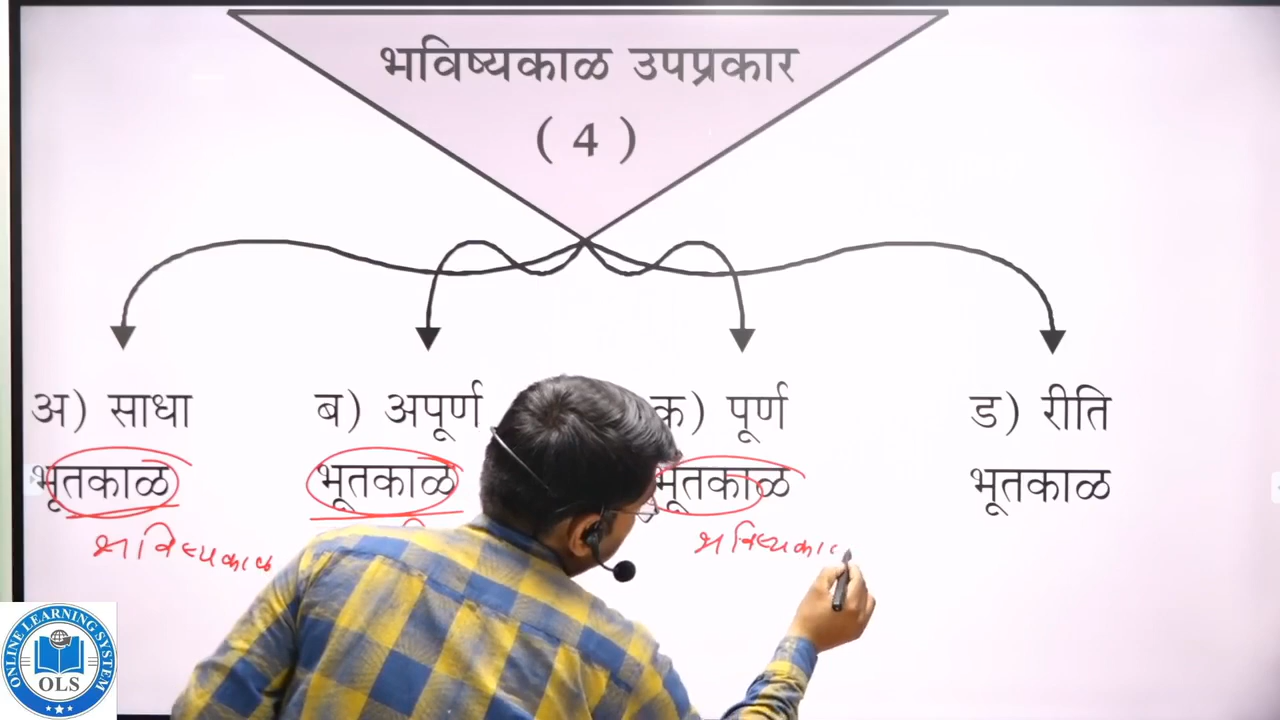 भविष्यकाळ उपप्रकार
( 4 )
अ) साधा
भूतकाळ
भविष्यकाळ
ब) अपूर्ण
भूतकाळ
क) पूर्ण
भूतकाळ
भविष्यका
ड) रीति
भूतकाळ
ONLINE LEARNING SYSTEM
OLS